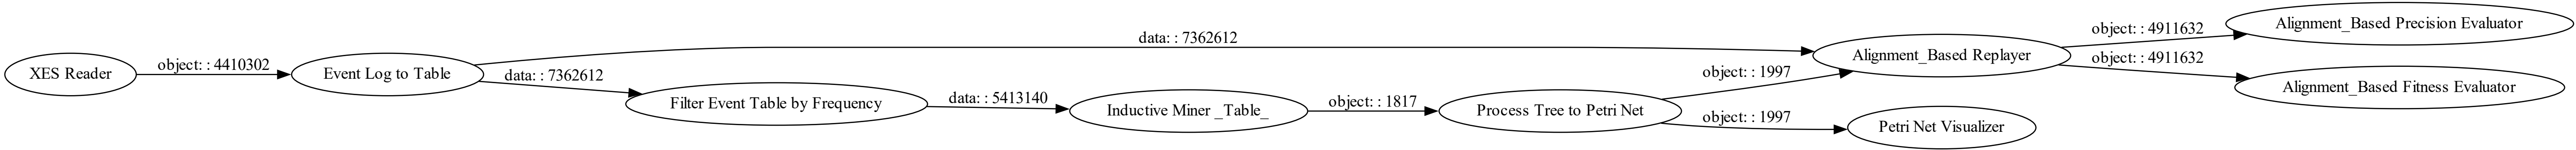 XES Reader
object: : 4410302
Event Log to Table
data: : 7362612
data: : 7362612
Filter Event Table by Frequency
data: : 5413140
Inductive Miner _Table_
object: : 1817
Process Tree to Petri Net
object: : 1997
object: : 1997
Alignment_Based Replayer
Petri Net Visualizer
object: : 4911632
object: : 4911632
Alignment_Based Precision Evaluator
Alignment_Based Fitness Evaluator